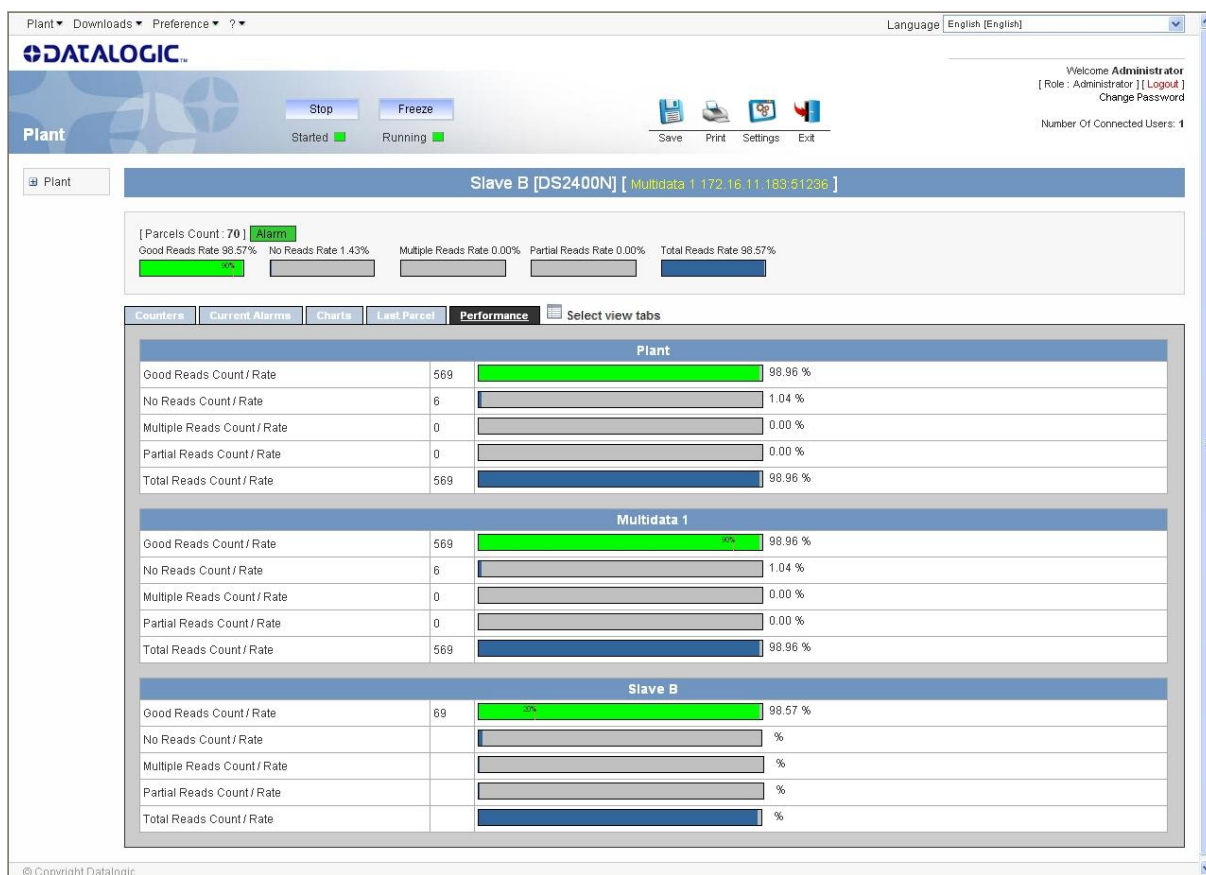 Plant Downloads Preference ? Language English [English]
DATALOGIC™
Welcome Administrator
[ Role : Administrator ] [ Logout ]
Change Password
Number Of Connected Users: 1
Plant
Stop Freeze
Started Running
Save Print Settings Exit
Plant
Slave B [DS2400N] [ Multidata 1 172.16.11.183:51236 ]
[ Parcels Count : 70 ] Alarm
Good Reads Rate 98.57% No Reads Rate 1.43% Multiple Reads Rate 0.00% Partial Reads Rate 0.00% Total Reads Rate 98.57%
90%
Counters Current Alarms Charts Last Parcel Performance Select view tabs
Plant
Good Reads Count / Rate 569 98.96 %
No Reads Count / Rate 6 1.04 %
Multiple Reads Count / Rate 0 0.00 %
Partial Reads Count / Rate 0 0.00 %
Total Reads Count / Rate 569 98.96 %
Multidata 1
Good Reads Count / Rate 569 90% 98.96 %
No Reads Count / Rate 6 1.04 %
Multiple Reads Count / Rate 0 0.00 %
Partial Reads Count / Rate 0 0.00 %
Total Reads Count / Rate 569 98.96 %
Slave B
Good Reads Count / Rate 69 20% 98.57 %
No Reads Count / Rate %
Multiple Reads Count / Rate %
Partial Reads Count / Rate %
Total Reads Count / Rate %
© Copyright Datalogic